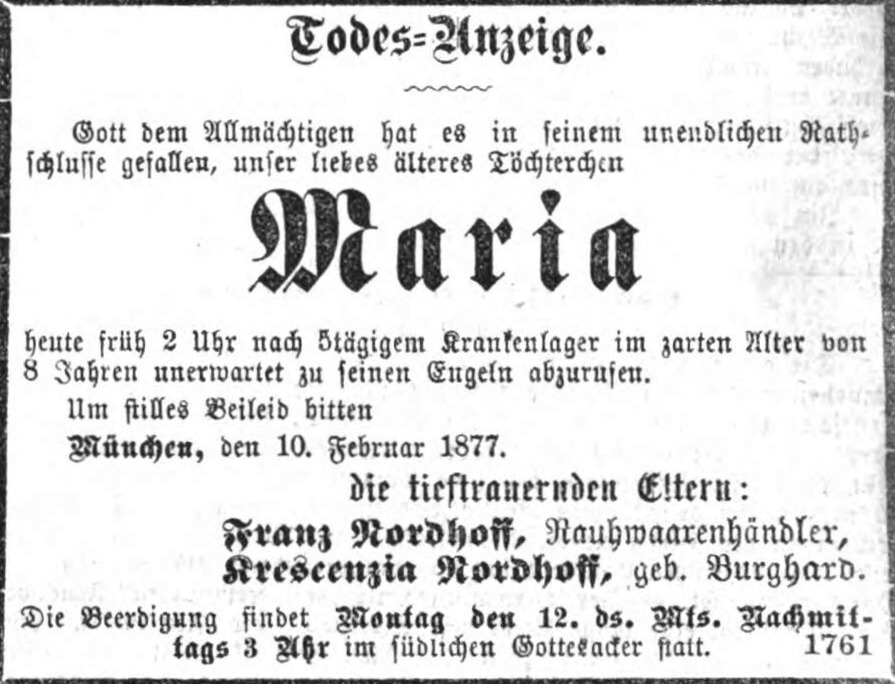 Todes-Anzeige.
Gott dem Allmächtigen hat es in seinem unendlichen Rath-
schlusse gefallen, unser liebes älteres Töchterchen
Maria
heute früh 2 Uhr nach 5tägigem Krankenlager im zarten Alter von
8 Jahren unerwartet zu seinen Engeln abzurufen.
Um stilles Beileid bitten
München, den 10. Februar 1877.
die tieftrauernden Eltern:
Franz Nordhoff, Rauhwaarenhändler,
Krescenzia Nordhoff, geb. Burghard.
Die Beerdigung findet Montag den 12. ds. Mts. Nachmit-
tags 3 Uhr im südlichen Gottesacker statt. 1761